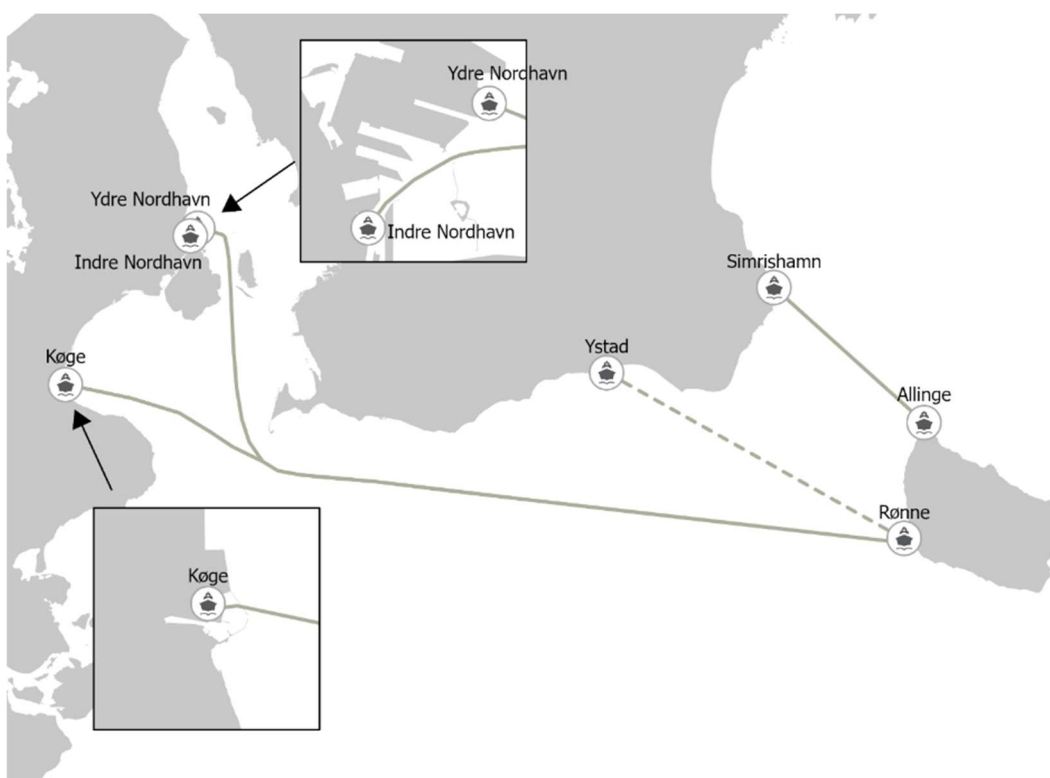 Ydre Nordhavn
Ydre Nordhavn
Indre Nordhavn
Indre Nordhavn
Simrishamn
Ystad
Køge
Allinge
Rønne
Køge